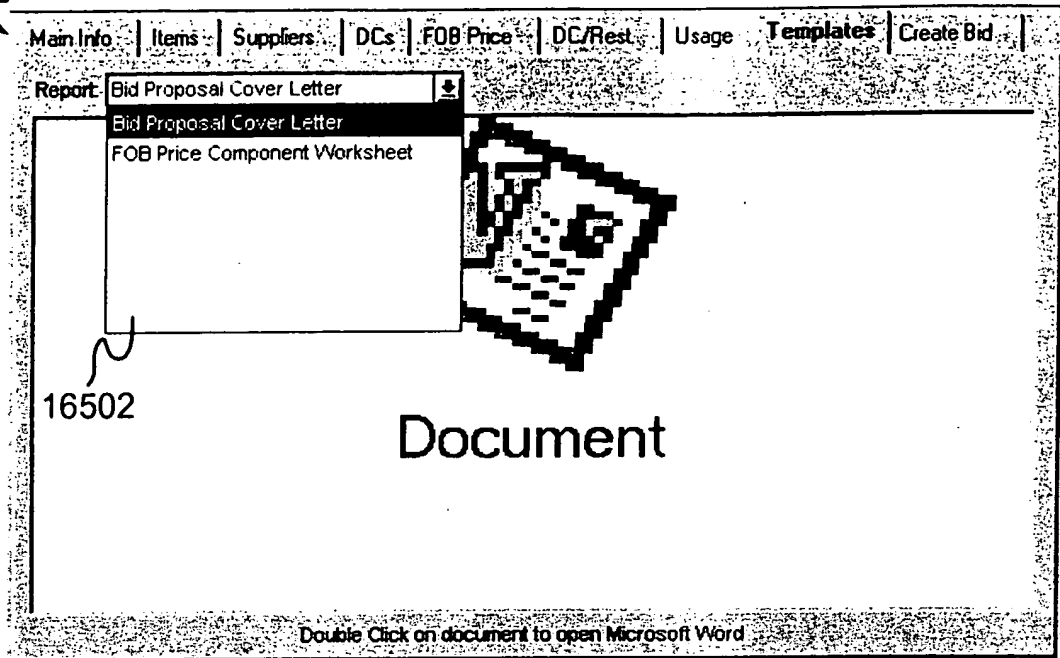 Main Info Items Suppliers DCs FOB Price DC/Rest. Usage Templates Create Bid
Report: Bid Proposal Cover Letter
Bid Proposal Cover Letter
FOB Price Component Worksheet
16502
Document
Double Click on document to open Microsoft Word